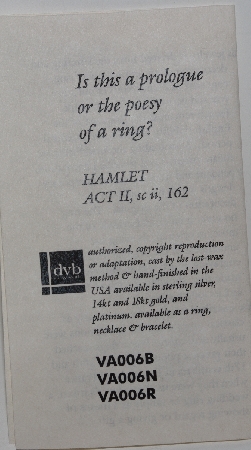 Is this a prologue
or the poesy
of a ring?
HAMLET
ACT II, sc ii, 162
dvb
authorized, copyright reproduction
or adaptation, cast by the lost wax
method & hand-finished in the
USA available in sterling silver,
14kt and 18kt gold, and
platinum. available as a ring,
necklace & bracelet.
VA006B
VA006N
VA006R